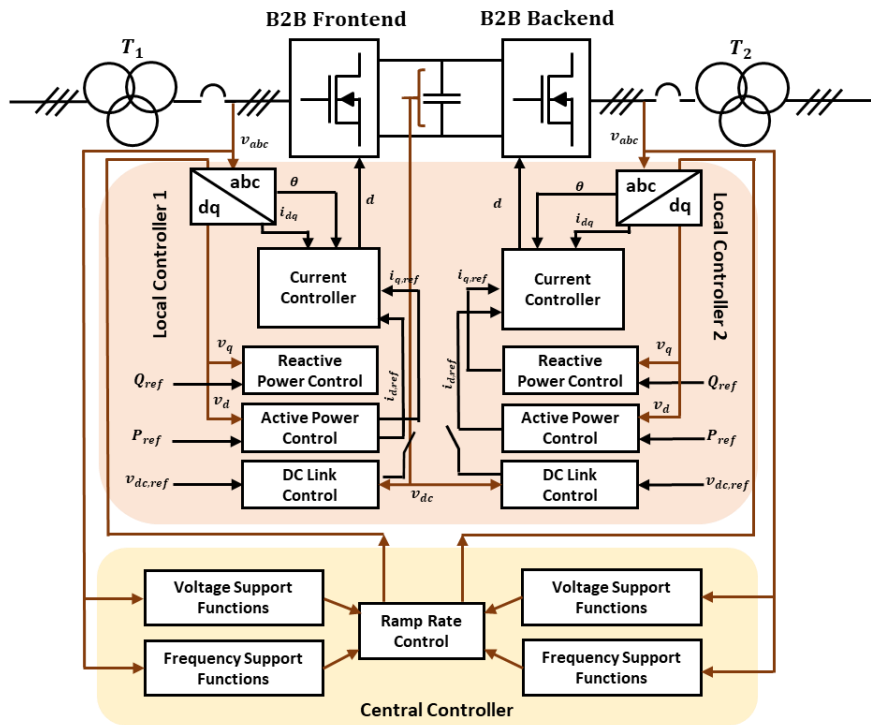 B2B Frontend
B2B Backend
T1
T2
vabc
vabc
abc
dq
θ
idq
d
d
θ
idq
abc
dq
Local Controller 1
Local Controller 2
Current
Controller
iq,ref
iq,ref
Current
Controller
vq
Reactive
Power Control
Qref
id,ref
id,ref
Reactive
Power Control
vq
Qref
vd
Active Power
Control
Pref
Active Power
Control
vd
Pref
vdc,ref
DC Link
Control
vdc
DC Link
Control
vdc,ref
Voltage Support
Functions
Voltage Support
Functions
Ramp Rate
Control
Frequency Support
Functions
Frequency Support
Functions
Central Controller